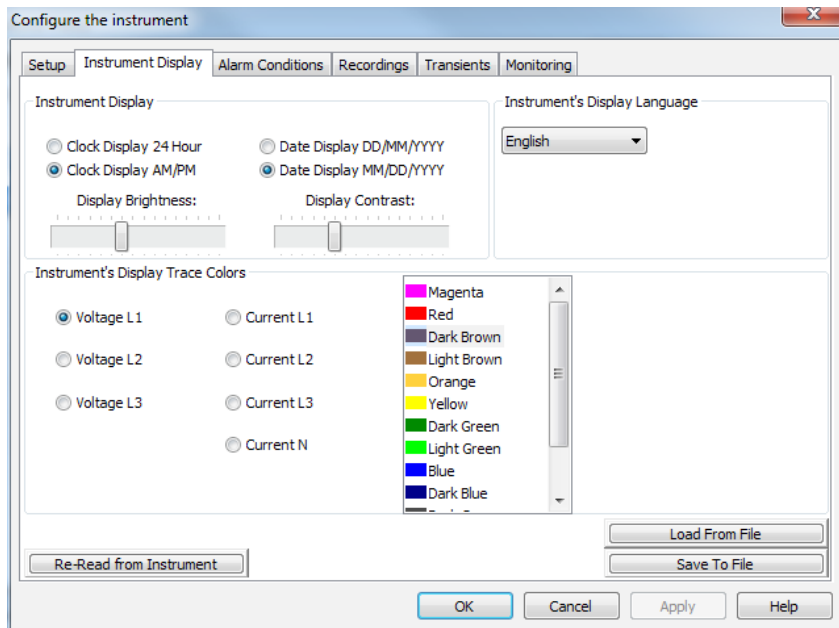 Configure the instrument
Setup
Instrument Display
Alarm Conditions
Recordings
Transients
Monitoring
Instrument Display
Clock Display 24 Hour
Date Display DD/MM/YYYY
Clock Display AM/PM
Date Display MM/DD/YYYY
Display Brightness:
Display Contrast:
Instrument's Display Language
English
Instrument's Display Trace Colors
Voltage L1
Current L1
Voltage L2
Current L2
Voltage L3
Current L3
Current N
Magenta
Red
Dark Brown
Light Brown
Orange
Yellow
Dark Green
Light Green
Blue
Dark Blue
Load From File
Re-Read from Instrument
Save To File
OK
Cancel
Apply
Help